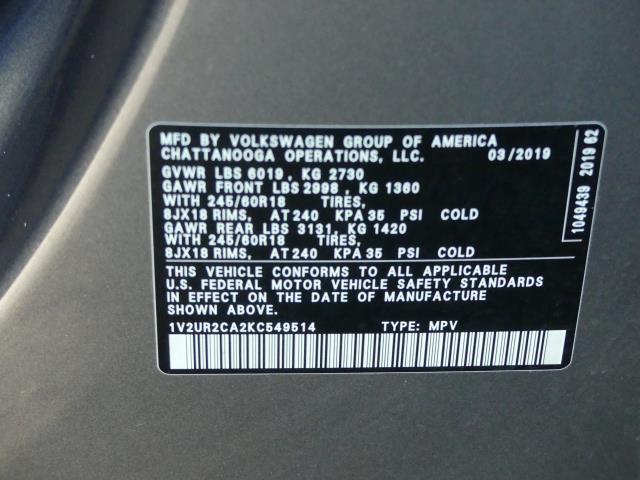 MFD BY VOLKSWAGEN GROUP OF AMERICA
CHATTANOOGA OPERATIONS, LLC. 03/2019
GVWR LBS 6019 , KG 2730
GAWR FRONT LBS 2998 , KG 1360
WITH 245/60R18 TIRES,
8JX18 RIMS, AT 240 KPA 35 PSI COLD
GAWR REAR LBS 3131, KG 1420
WITH 245/60R18 TIRES,
8JX18 RIMS, AT 240 KPA 35 PSI COLD
THIS VEHICLE CONFORMS TO ALL APPLICABLE
U.S. FEDERAL MOTOR VEHICLE SAFETY STANDARDS
IN EFFECT ON THE DATE OF MANUFACTURE
SHOWN ABOVE.
1V2UR2CA2KC549514 TYPE: MPV
1049439 2019 02